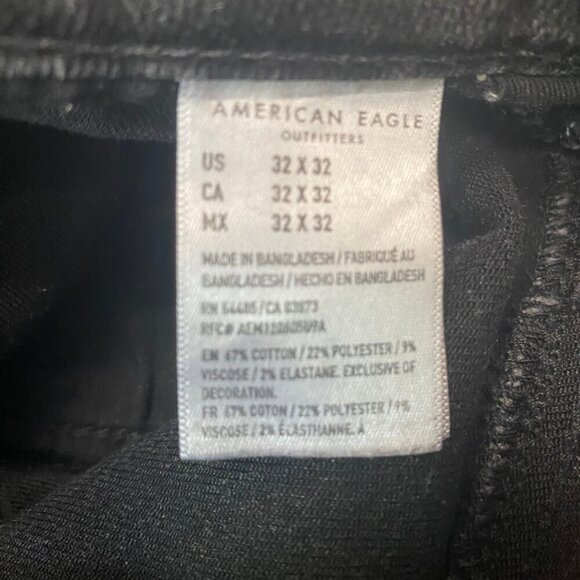 AMERICAN EAGLE
OUTFITTERS
US 32 X 32
CA 32 X 32
MX 32 X 32
MADE IN BANGLADESH / FABRIQUÉ AU
BANGLADESH / HECHO EN BANGLADESH
RN 54485 / CA 03073
RFC#
EN 67% COTTON / 22% POLYESTER / 9%
VISCOSE / 2% ELASTANE. EXCLUSIVE OF
DECORATION.
FR 67% COTON / 22% POLYESTER / 9%
VISCOSE / 2% ÉLASTHANNE. À